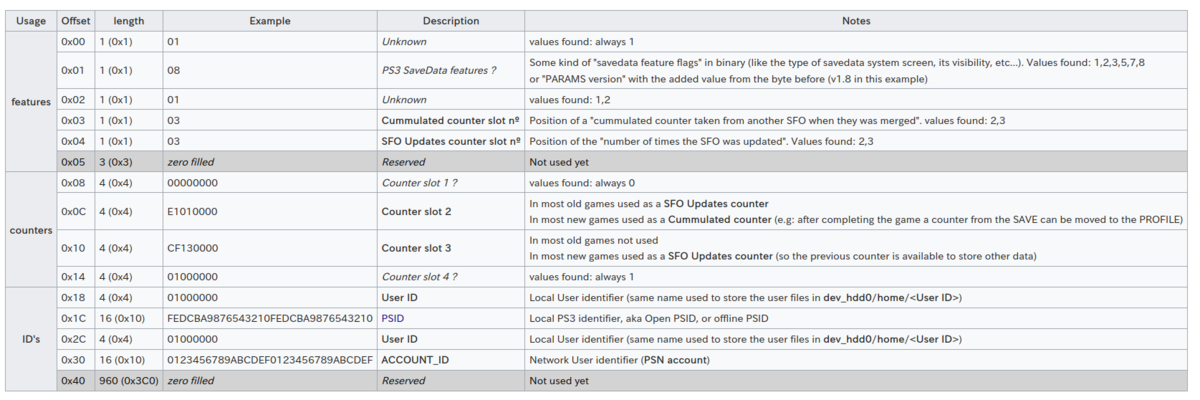 Usage Offset length Example Description Notes
features
0x00 1 (0x1) 01 Unknown values found: always 1
0x01 1 (0x1) 08 PS3 SaveData features ? Some kind of "savedata feature flags" in binary (like the type of savedata system screen, its visibility, etc...). Values found: 1,2,3,5,7,8
or "PARAMS version" with the added value from the byte before (v1.8 in this example)
0x02 1 (0x1) 01 Unknown values found: 1,2
0x03 1 (0x1) 03 Cummulated counter slot nº Position of a "cummulated counter taken from another SFO when they was merged". values found: 2,3
0x04 1 (0x1) 03 SFO Updates counter slot nº Position of the "number of times the SFO was updated". Values found: 2,3
0x05 3 (0x3) zero filled Reserved Not used yet
counters
0x08 4 (0x4) 00000000 Counter slot 1 ? values found: always 0
0x0C 4 (0x4) E1010000 Counter slot 2 In most old games used as a SFO Updates counter
In most new games used as a Cummulated counter (e.g: after completing the game a counter from the SAVE can be moved to the PROFILE)
0x10 4 (0x4) CF130000 Counter slot 3 In most old games not used
In most new games used as a SFO Updates counter (so the previous counter is available to store other data)
0x14 4 (0x4) 01000000 Counter slot 4 ? values found: always 1
ID's
0x18 4 (0x4) 01000000 User ID Local User identifier (same name used to store the user files in dev_hdd0/home/<User ID>)
0x1C 16 (0x10) FEDCBA9876543210FEDCBA9876543210 PSID Local PS3 identifier, aka Open PSID, or offline PSID
0x2C 4 (0x4) 01000000 User ID Local User identifier (same name used to store the user files in dev_hdd0/home/<User ID>)
0x30 16 (0x10) 0123456789ABCDEF0123456789ABCDEF ACCOUNT_ID Network User identifier (PSN account)
0x40 960 (0x3C0) zero filled Reserved Not used yet